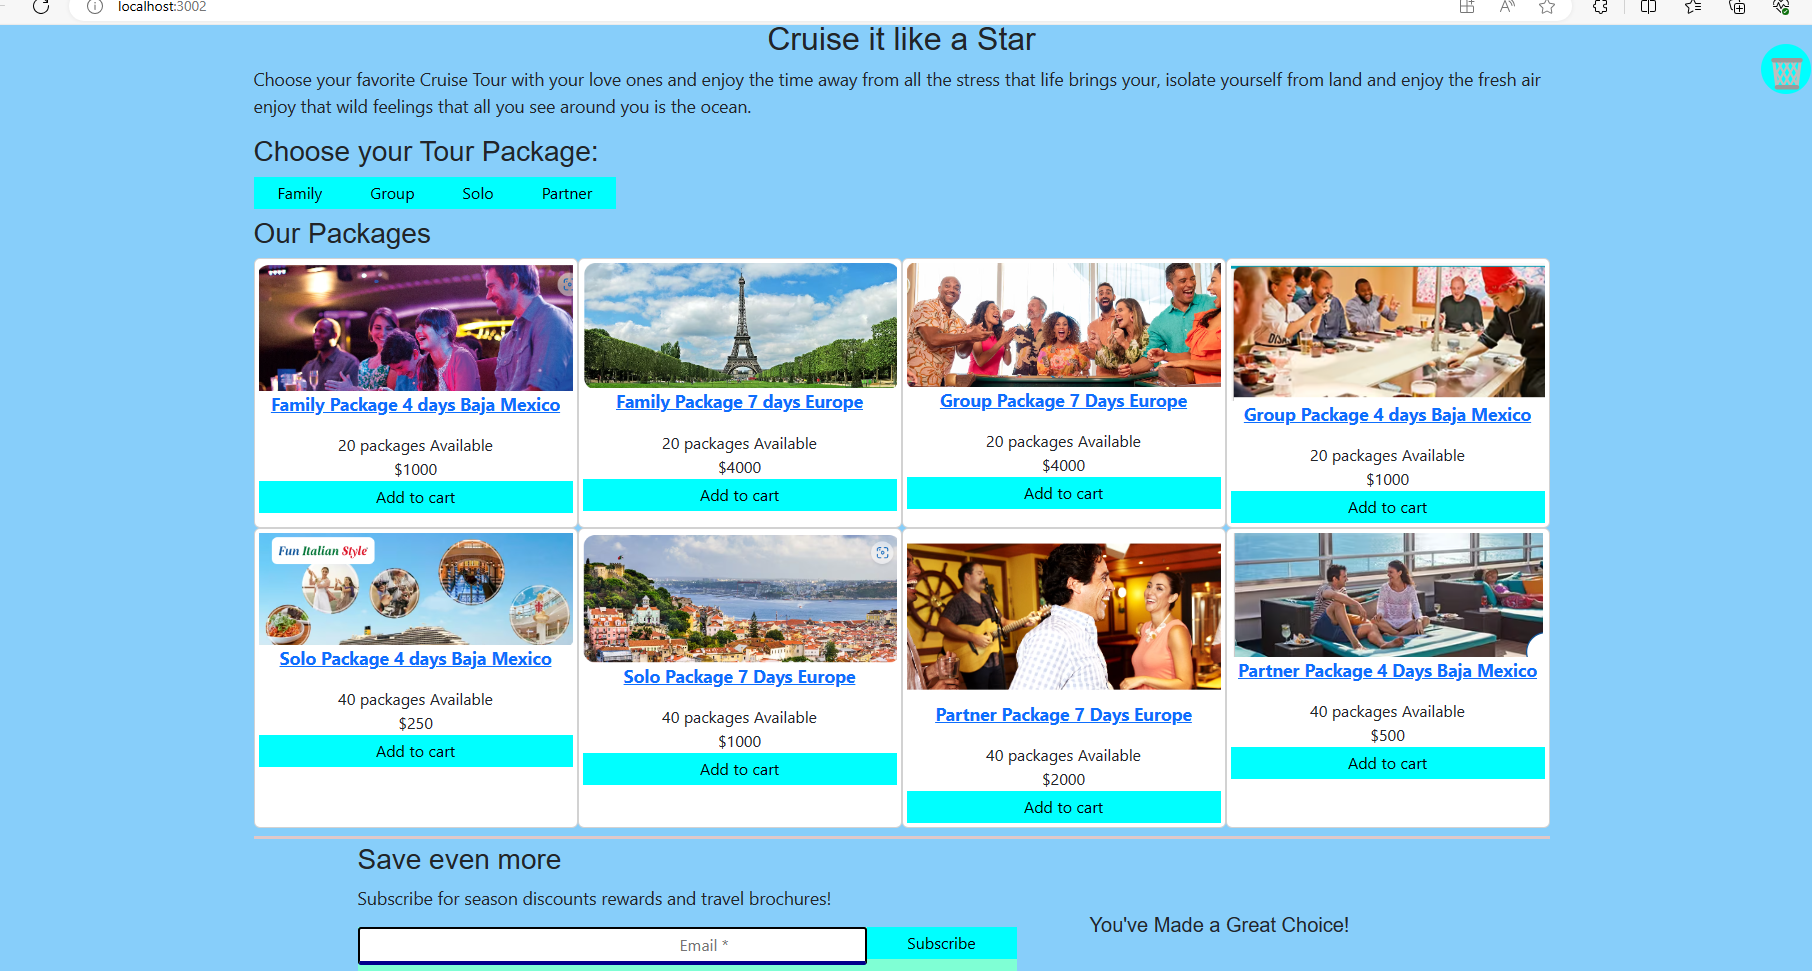 localhost:3002
Cruise it like a Star
Choose your favorite Cruise Tour with your love ones and enjoy the time away from all the stress that life brings your, isolate yourself from land and enjoy the fresh air
enjoy that wild feelings that all you see around you is the ocean.
Choose your Tour Package:
Family Group Solo Partner
Our Packages
Family Package 4 days Baja Mexico
20 packages Available
$1000
Add to cart
Family Package 7 days Europe
20 packages Available
$4000
Add to cart
Group Package 7 Days Europe
20 packages Available
$4000
Add to cart
Group Package 4 days Baja Mexico
20 packages Available
$1000
Add to cart
Fun Italian Style
Solo Package 4 days Baja Mexico
40 packages Available
$250
Add to cart
Solo Package 7 Days Europe
40 packages Available
$1000
Add to cart
Partner Package 7 Days Europe
40 packages Available
$2000
Add to cart
Partner Package 4 Days Baja Mexico
40 packages Available
$500
Add to cart
Save even more
Subscribe for season discounts rewards and travel brochures!
Email *
Subscribe
You've Made a Great Choice!